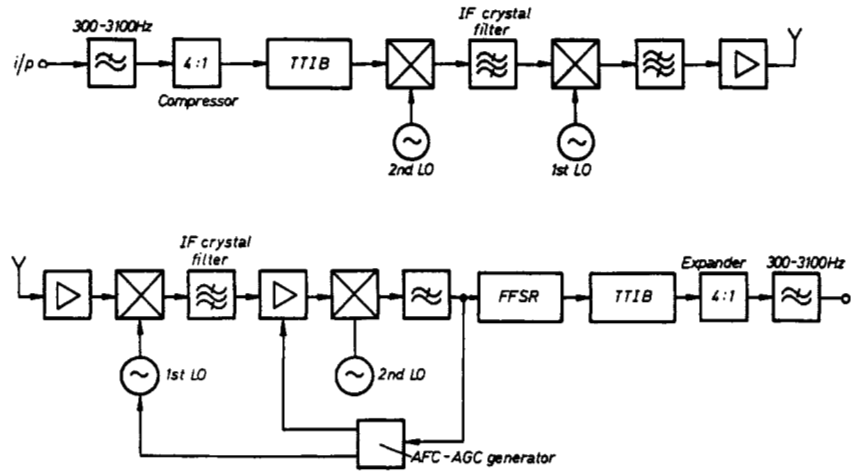 300-3100Hz
IF crystal
filter
i/p
4:1
TTIB
Compressor
2nd LO
1st LO
IF crystal
filter
Expander
300-3100Hz
FFSR
TTIB
4:1
1st LO
2nd LO
AFC-AGC generator